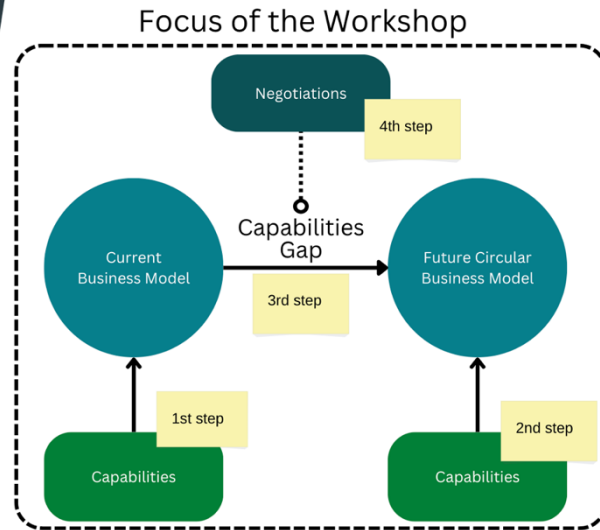 Focus of the Workshop
Negotiations
4th step
Current
Business Model
Capabilities
Gap
3rd step
Future Circular
Business Model
1st step
2nd step
Capabilities
Capabilities